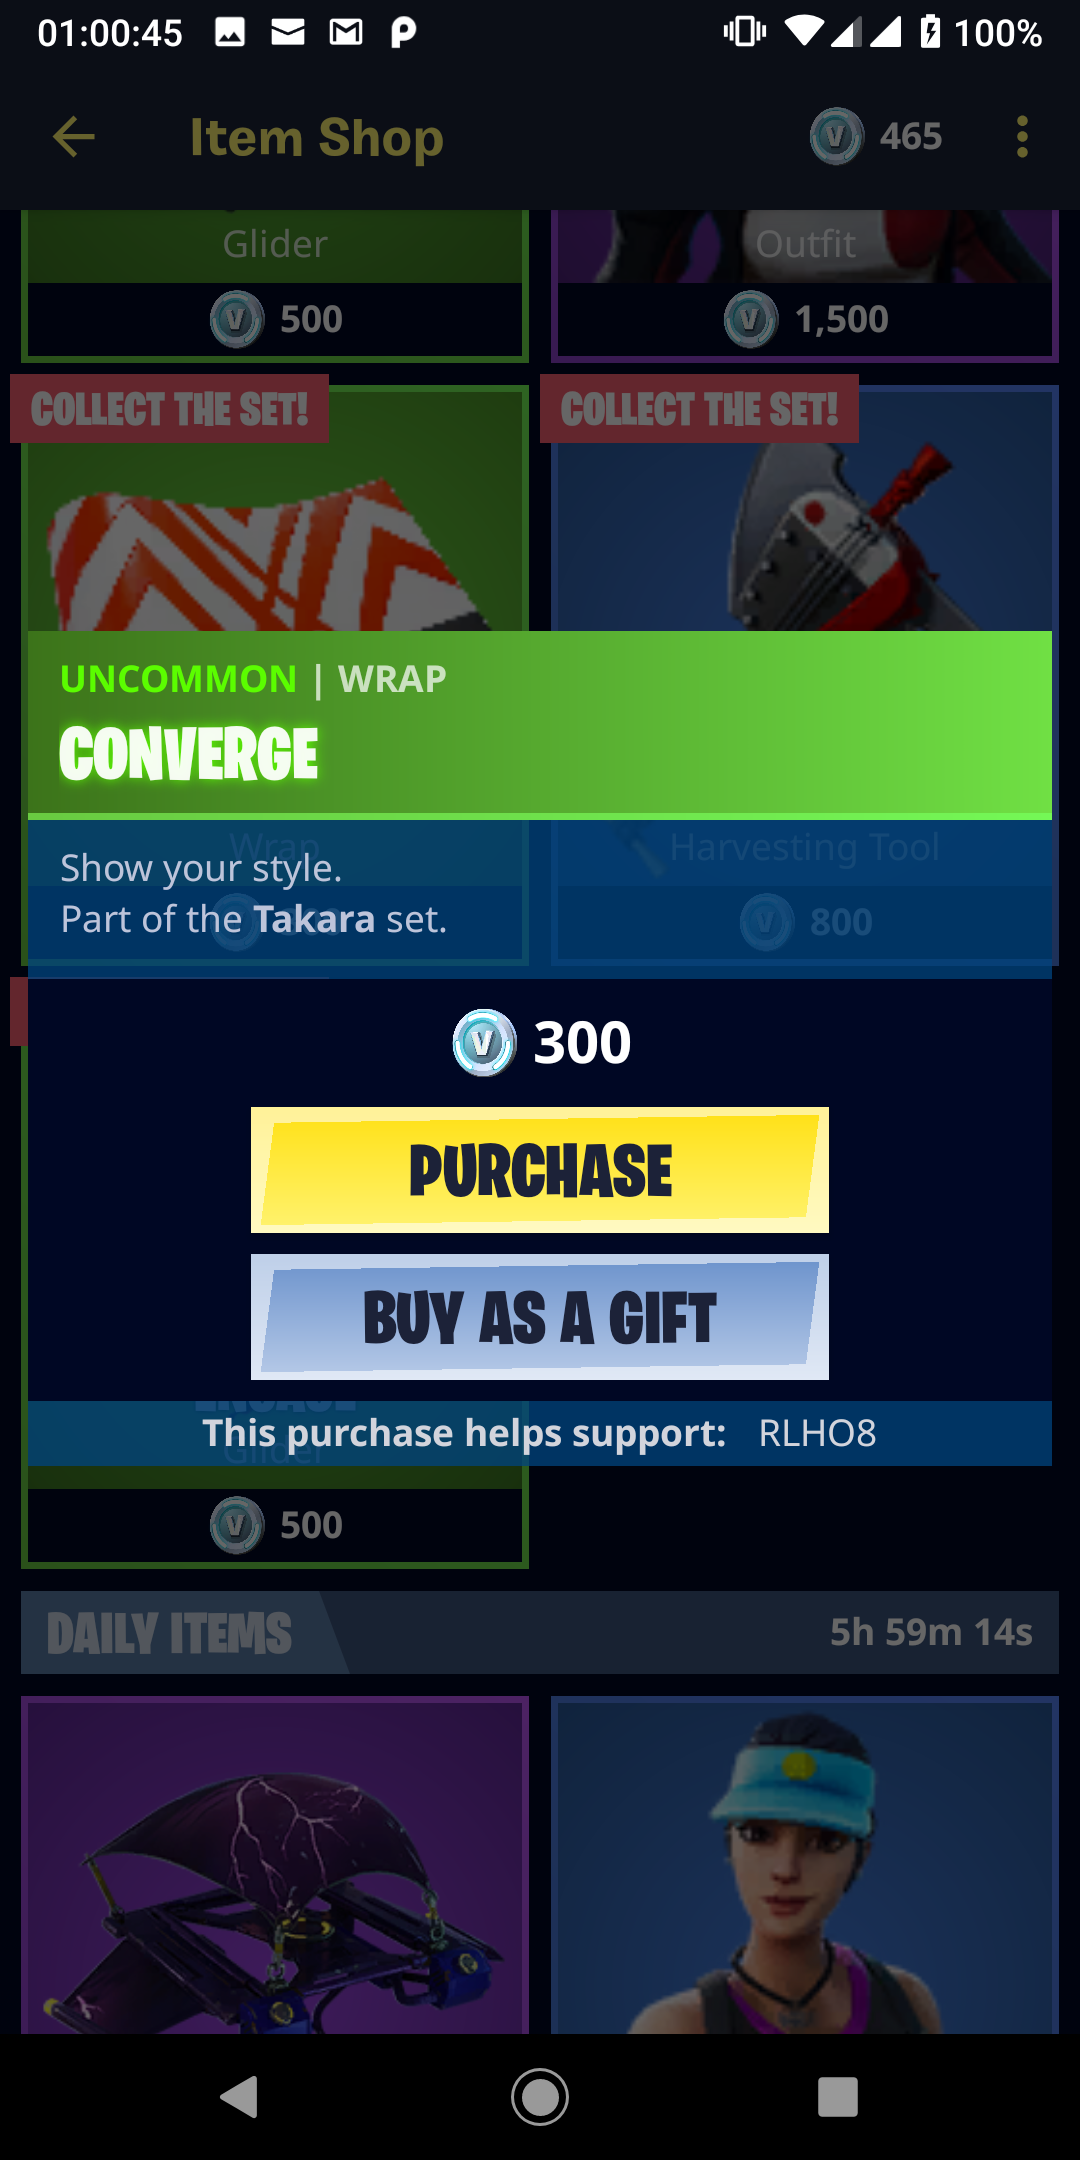 01:00:45 100%
Item Shop 465
Glider Outfit
500 1,500
COLLECT THE SET! COLLECT THE SET!
UNCOMMON | WRAP
CONVERGE
Wrap Harvesting Tool
Show your style.
Part of the Takara set.
800
300
PURCHASE
BUY AS A GIFT
This purchase helps support: RLHO8
Glider
500
DAILY ITEMS 5h 59m 14s